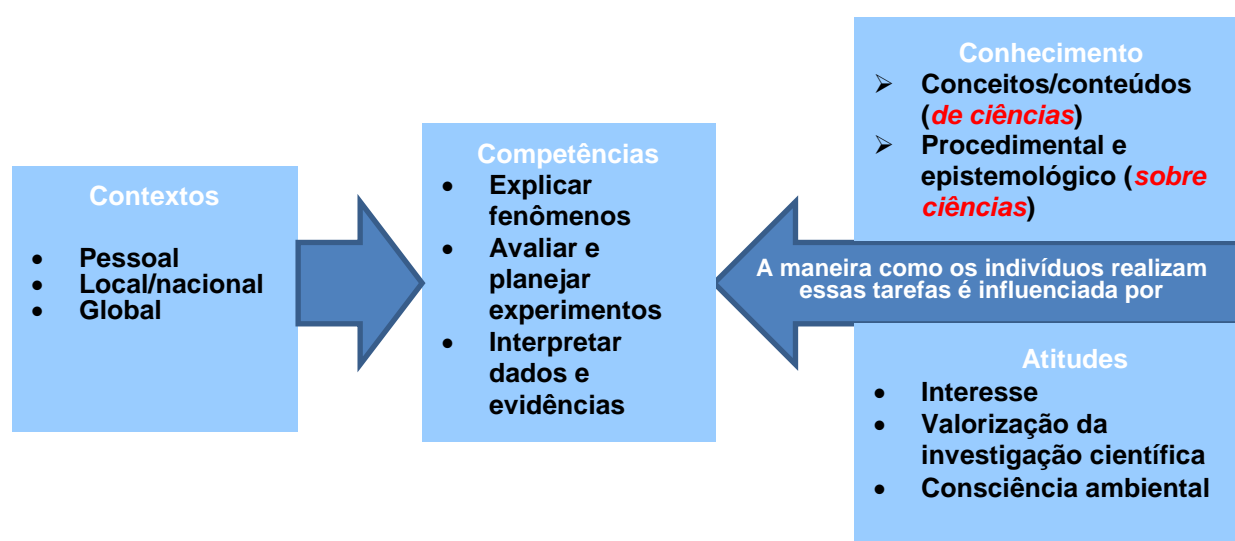 Contextos
• Pessoal
• Local/nacional
• Global
Competências
• Explicar
fenômenos
• Avaliar e
planejar
experimentos
• Interpretar
dados e
evidências
Conhecimento
➢ Conceitos/conteúdos
(de ciências)
➢ Procedimental e
epistemológico (sobre
ciências)
A maneira como os indivíduos realizam
essas tarefas é influenciada por
Atitudes
• Interesse
• Valorização da
investigação científica
• Consciência ambiental